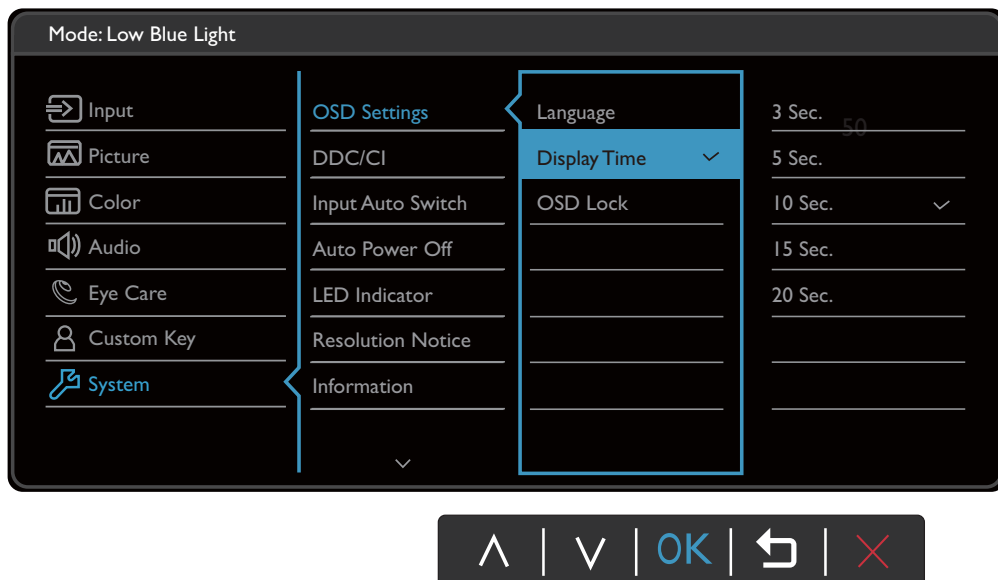 Mode: Low Blue Light
Input
Picture
Color
Audio
Eye Care
Custom Key
System
OSD Settings
DDC/CI
Input Auto Switch
Auto Power Off
LED Indicator
Resolution Notice
Information
Language
Display Time
OSD Lock
3 Sec.
50
5 Sec.
10 Sec.
15 Sec.
20 Sec.
OK